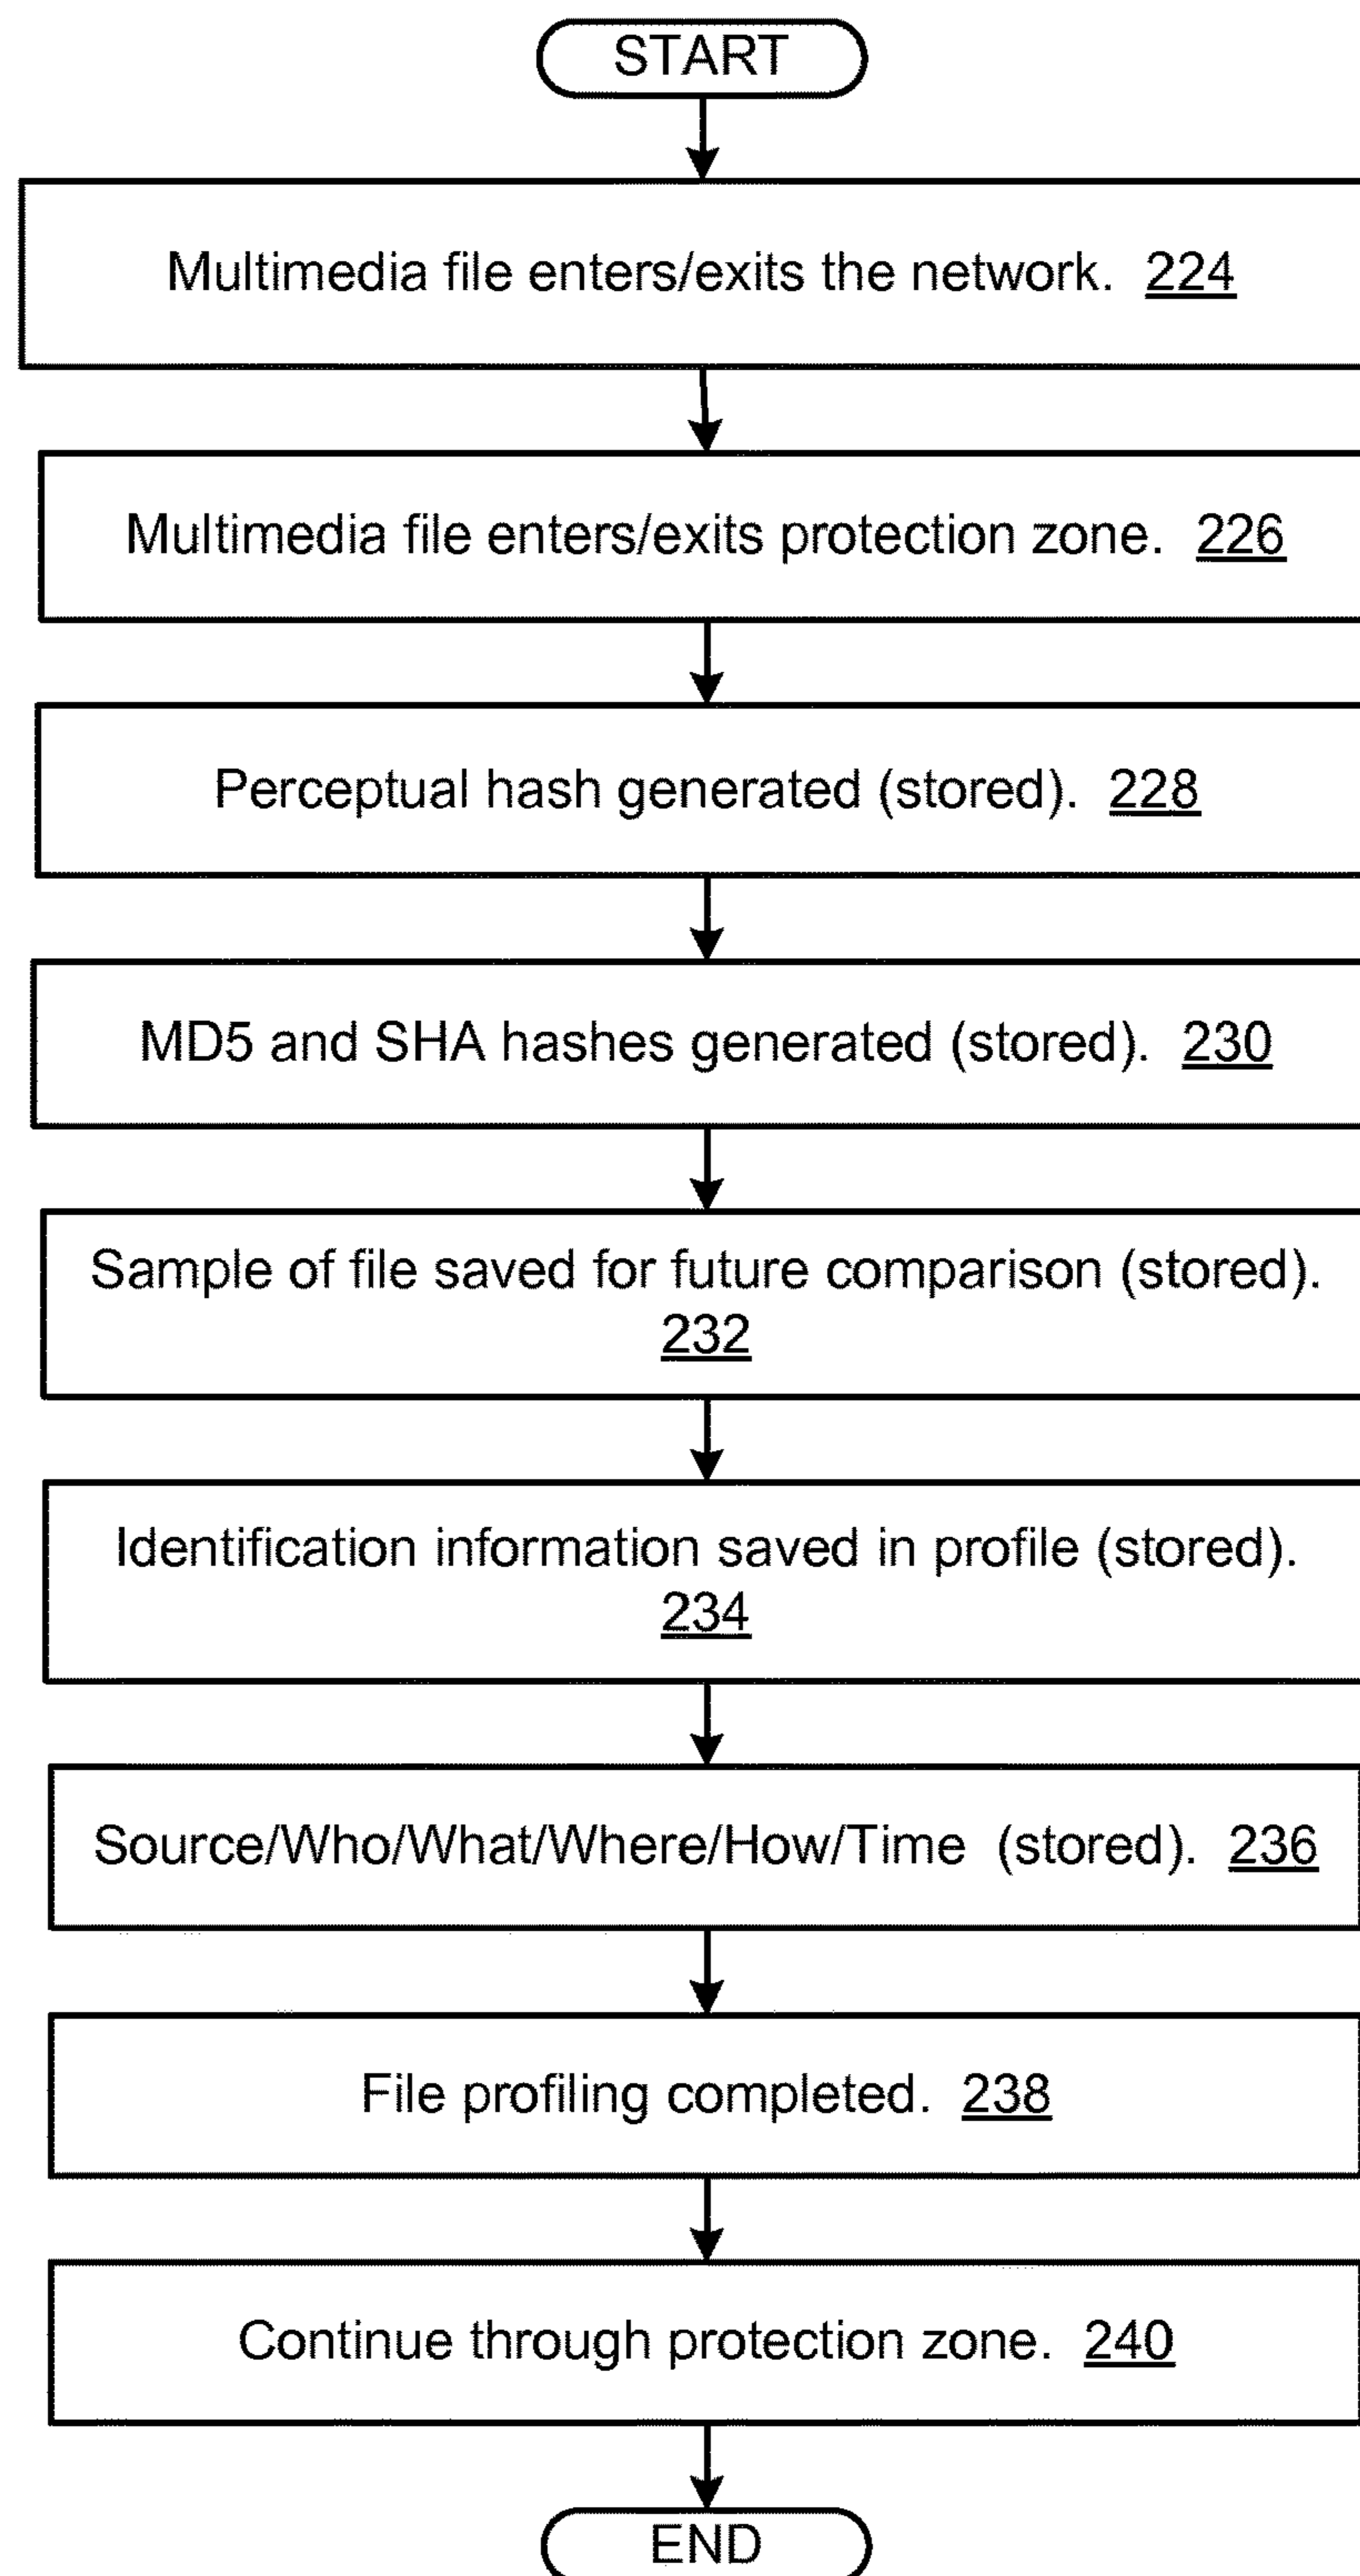 START
Multimedia file enters/exits the network. 224
Multimedia file enters/exits protection zone. 226
Perceptual hash generated (stored). 228
MD5 and SHA hashes generated (stored). 230
Sample of file saved for future comparison (stored).
232
Identification information saved in profile (stored).
234
Source/Who/What/Where/How/Time (stored). 236
File profiling completed. 238
Continue through protection zone. 240
END